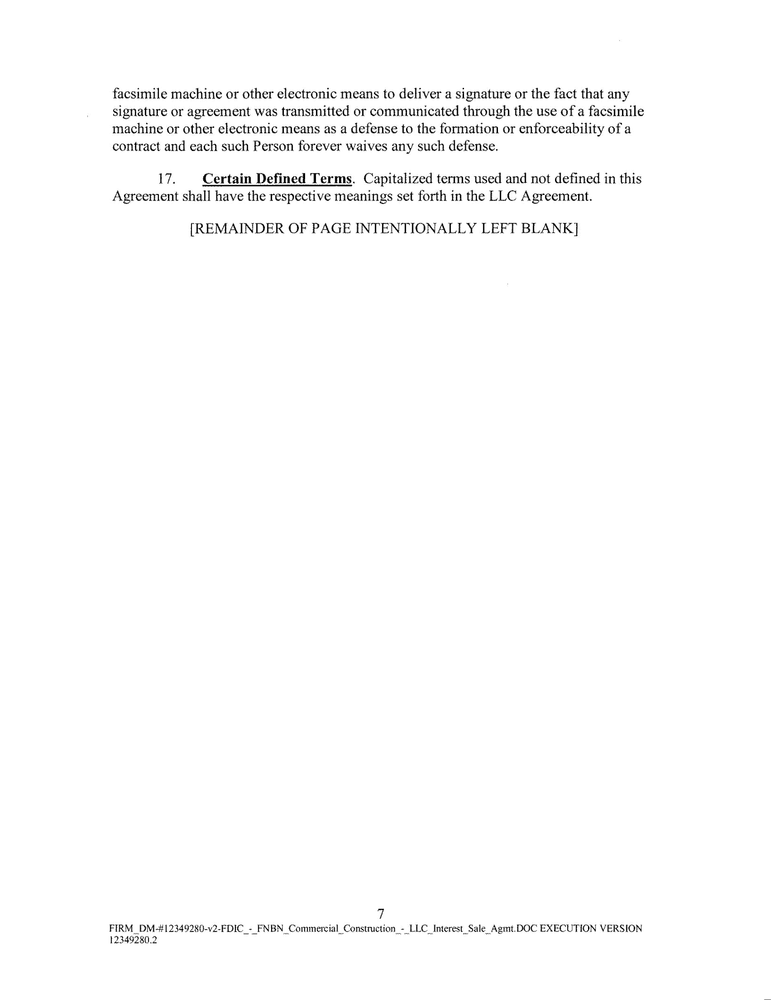 facsimile machine or other electronic means to deliver a signature or the fact that any
signature or agreement was transmitted or communicated through the use of a facsimile
machine or other electronic means as a defense to the formation or enforceability of a
contract and each such Person forever waives any such defense.
17. Certain Defined Terms. Capitalized terms used and not defined in this
Agreement shall have the respective meanings set forth in the LLC Agreement.
[REMAINDER OF PAGE INTENTIONALLY LEFT BLANK]
7
FIRM_DM-#12349280-v2-FDIC_-_FNBN_Commercial_Construction_-_LLC_Interest_Sale_Agmt.DOC EXECUTION VERSION
12349280.2